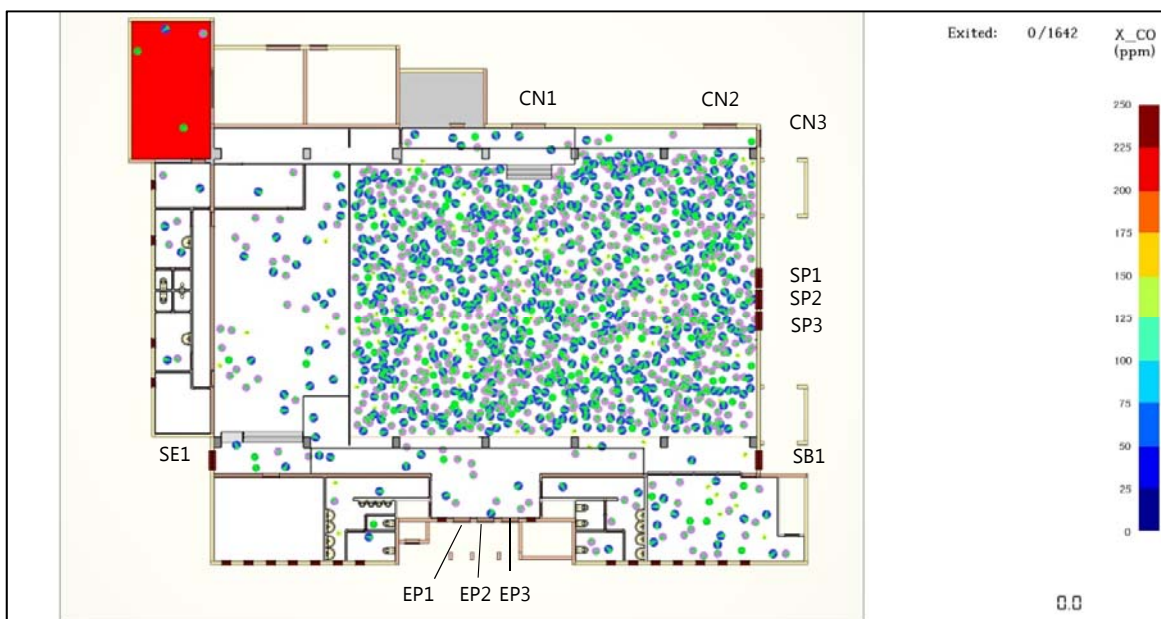 Exited: 0/1642 X_CO
(ppm)
CN1
CN2
CN3
250
225
200
175
150
125
100
75
50
25
0
SP1
SP2
SP3
SE1
SB1
EP1 EP2 EP3
0.0